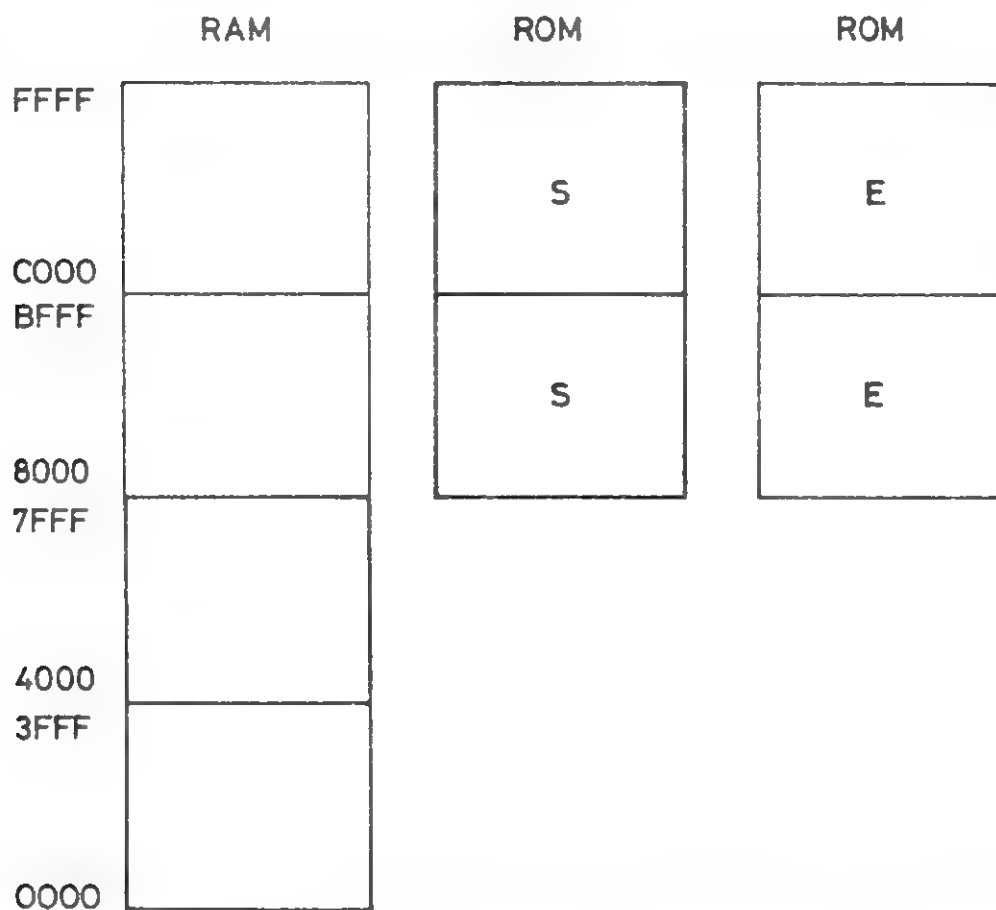 RAM ROM ROM
FFFF
S E
C000
BFFF
S E
8000
7FFF
4000
3FFF
0000